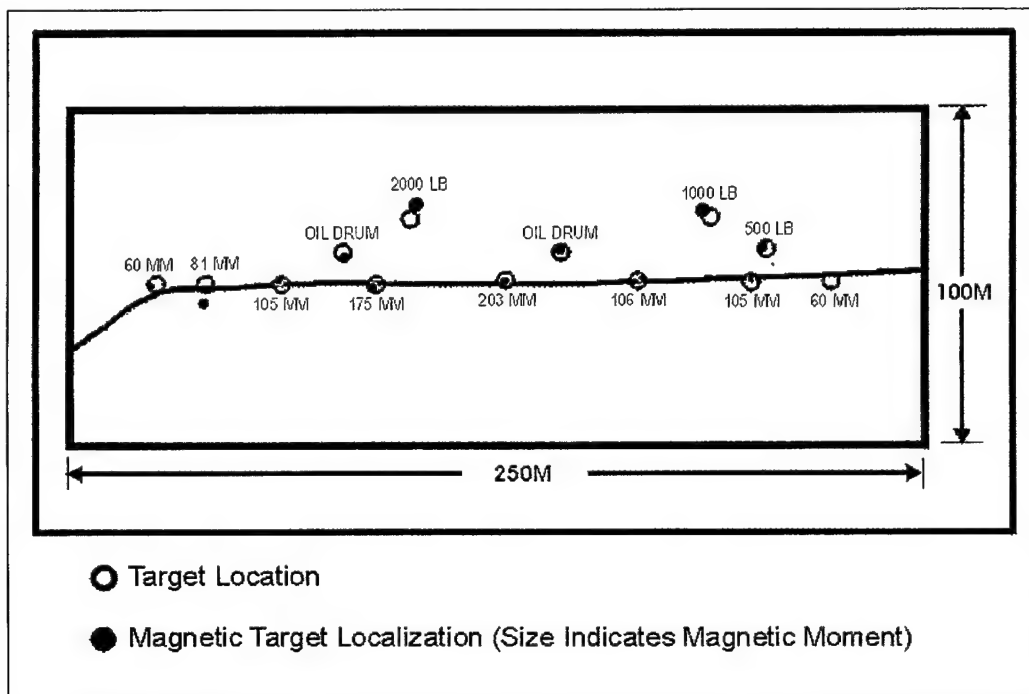 2000 LB
1000 LB
OIL DRUM
OIL DRUM
500 LB
60 MM
81 MM
105 MM
175 MM
203 MM
106 MM
105 MM
60 MM
100M
250M
Target Location
Magnetic Target Localization (Size Indicates Magnetic Moment)